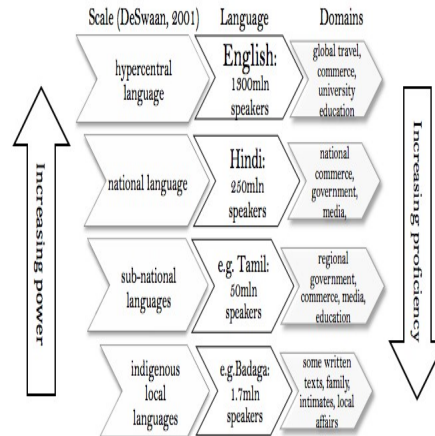 Scale (DeSwaan, 2001)
Language
Domains
hypercentral
language
English:
1300mln
speakers
global travel,
commerce,
university
education
national language
Hindi:
250mln
speakers
national
commerce,
government,
media,
sub-national
languages
e.g. Tamil:
50mln
speakers
regional
government,
commerce, media,
education
indigenous
local
languages
e.g.Badaga:
1.7mln
speakers
some written
texts, family,
intimates, local
affairs
Increasing power
Increasing proficiency